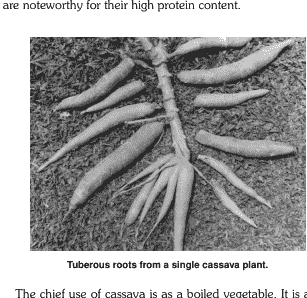 are noteworthy for their high protein content.
Tuberous roots from a single cassava plant.
The chief use of cassava is as a boiled vegetable. It is